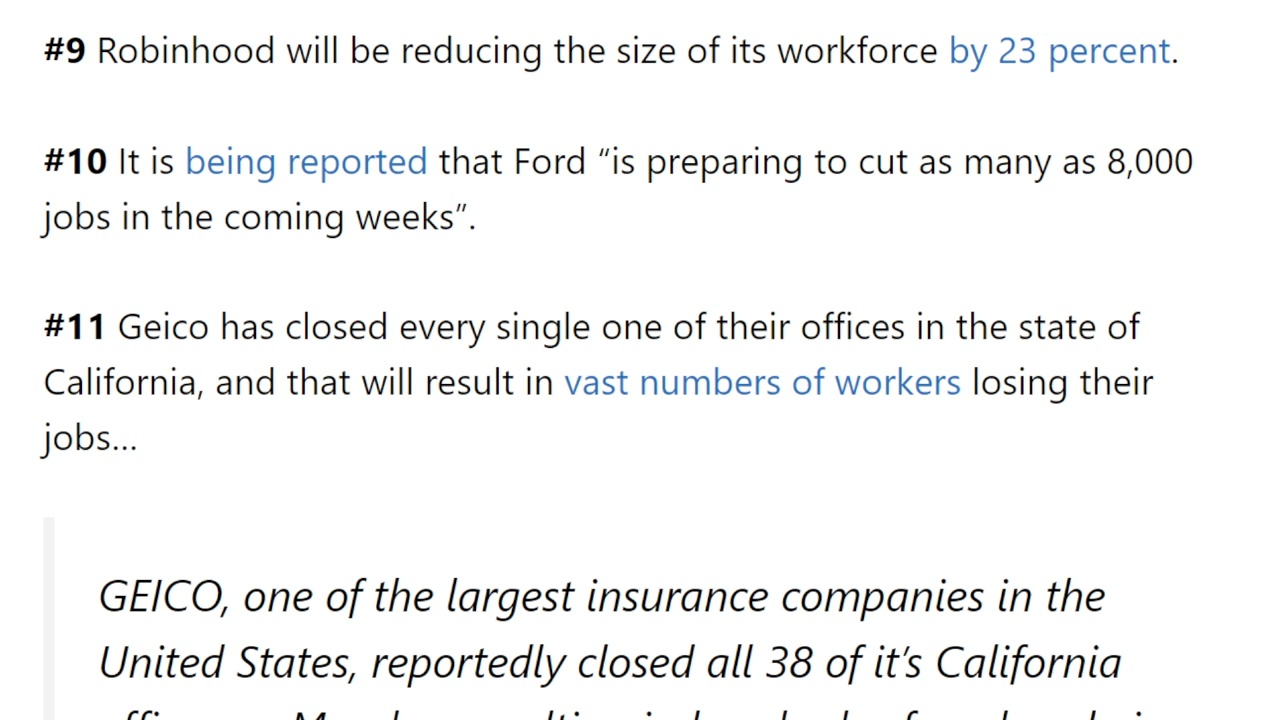 #9 Robinhood will be reducing the size of its workforce by 23 percent.
#10 It is being reported that Ford “is preparing to cut as many as 8,000
jobs in the coming weeks”.
#11 Geico has closed every single one of their offices in the state of
California, and that will result in vast numbers of workers losing their
jobs…
GEICO, one of the largest insurance companies in the
United States, reportedly closed all 38 of it’s California